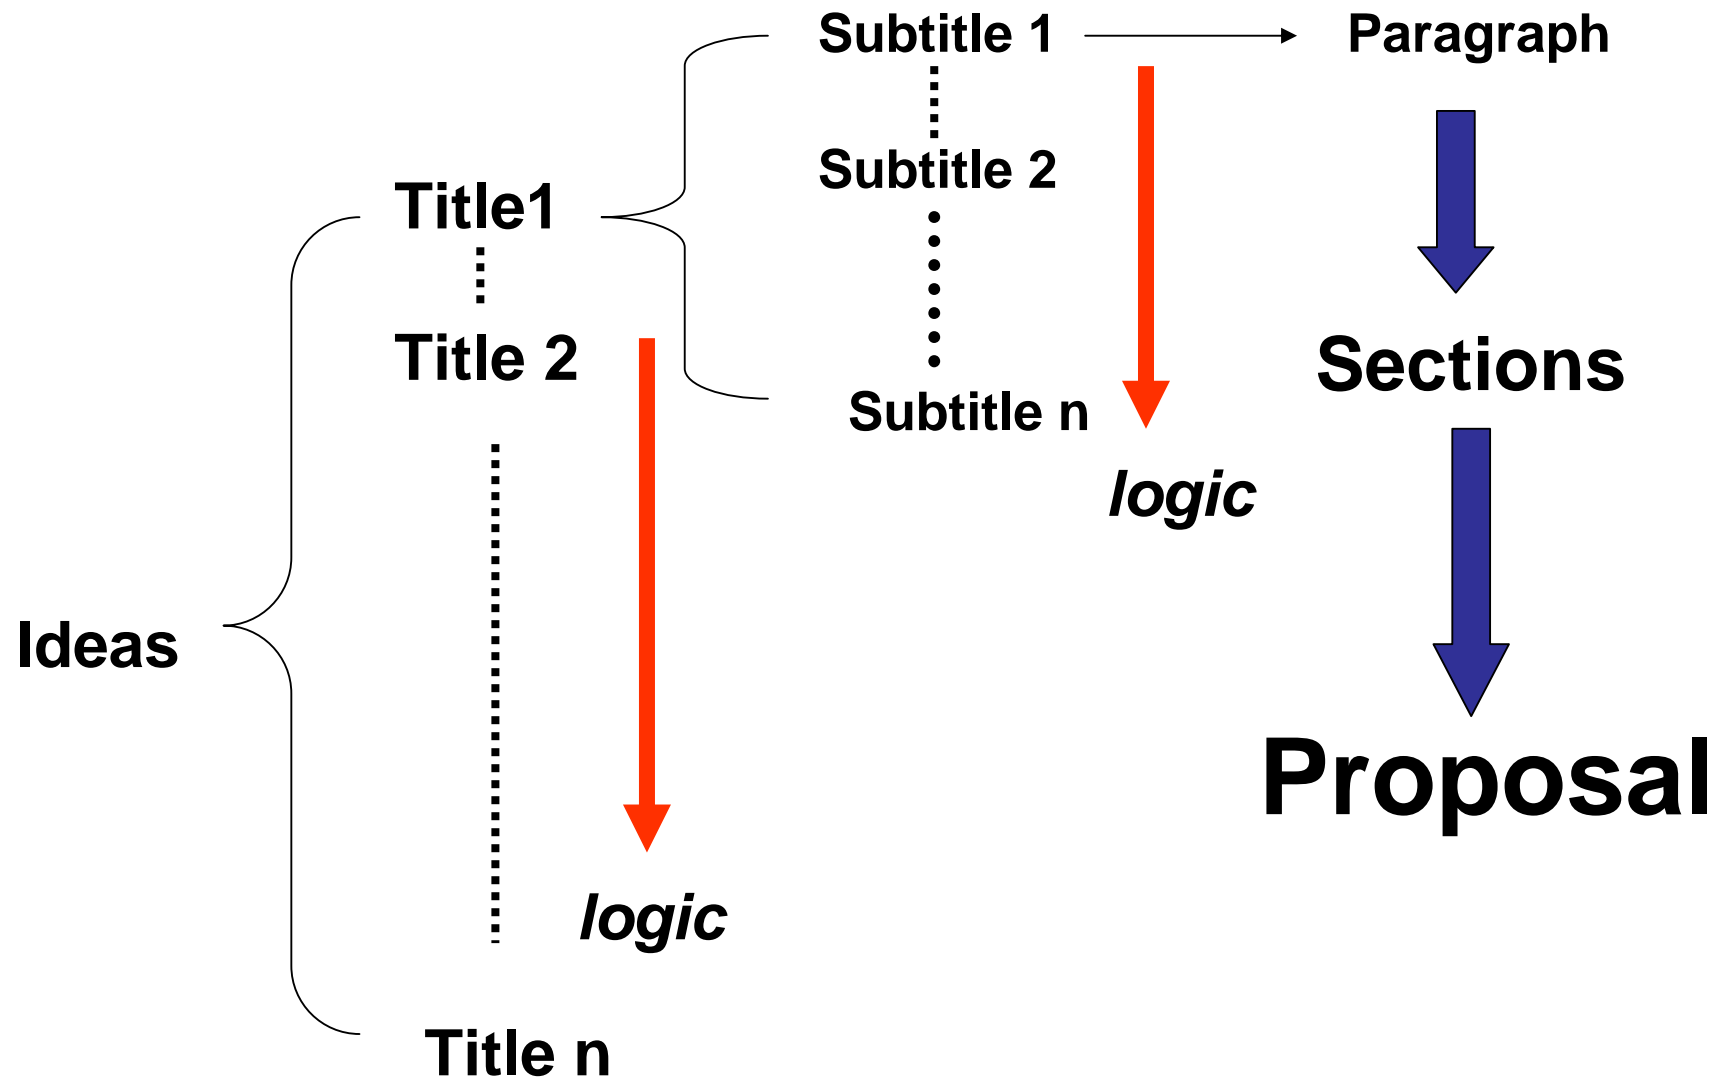 Subtitle 1
Paragraph
Subtitle 2
Title1
Title 2
Sections
Subtitle n
logic
Ideas
Proposal
logic
Title n